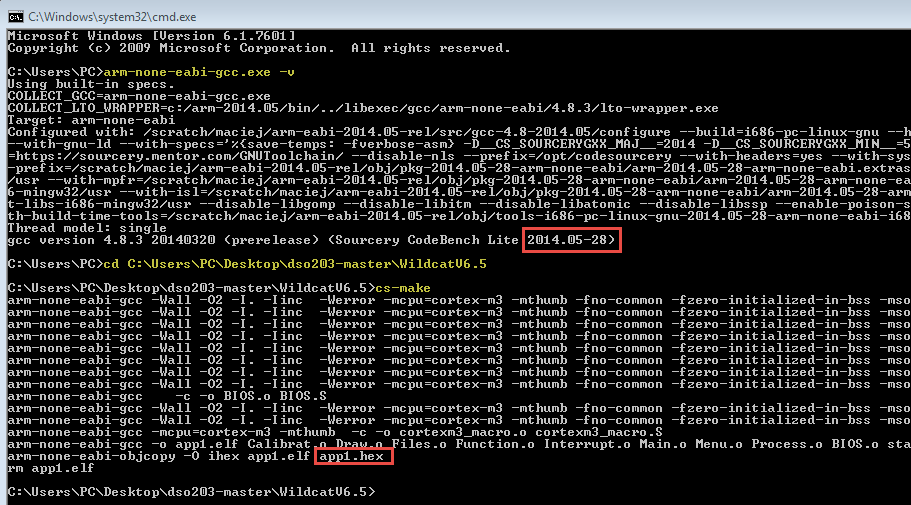 C:\Windows\system32\cmd.exe
Microsoft Windows [Version 6.1.7601]
Copyright (c) 2009 Microsoft Corporation.  All rights reserved.
C:\Users\PC>arm-none-eabi-gcc.exe -v
Using built-in specs.
COLLECT_GCC=arm-none-eabi-gcc.exe
COLLECT_LTO_WRAPPER=c:/arm-2014.05/bin/../libexec/gcc/arm-none-eabi/4.8.3/lto-wrapper.exe
Target: arm-none-eabi
Configured with: /scratch/maciej/arm-eabi-2014.05-rel/src/gcc-4.8-2014.05/configure --build=i686-pc-linux-gnu --h
--with-gnu-ld --with-specs='%{save-temps: -fverbose-asm} -D__CS_SOURCERYGXX_MAJ__=2014 -D__CS_SOURCERYGXX_MIN__=5
=https://sourcery.mentor.com/GNUToolchain/ --disable-nls --prefix=/opt/codesourcery --with-headers=yes --with-sys
-prefix=/scratch/maciej/arm-eabi-2014.05-rel/obj/pkg-2014.05-28-arm-none-eabi/arm-2014.05-28-arm-none-eabi.extras
/usr --with-mpfr=/scratch/maciej/arm-eabi-2014.05-rel/obj/pkg-2014.05-28-arm-none-eabi/arm-2014.05-28-arm-none-ea
6-mingw32/usr --with-isl=/scratch/maciej/arm-eabi-2014.05-rel/obj/pkg-2014.05-28-arm-none-eabi/arm-2014.05-28-arm
t-libs-i686-mingw32/usr --disable-libgomp --disable-libitm --disable-libatomic --disable-libssp --enable-poison-s
th-build-time-tools=/scratch/maciej/arm-eabi-2014.05-rel/obj/tools-i686-pc-linux-gnu-2014.05-28-arm-none-eabi-i68
Thread model: single
gcc version 4.8.3 20140320 (prerelease) (Sourcery CodeBench Lite 2014.05-28)
C:\Users\PC>cd C:\Users\PC\Desktop\dso203-master\WildcatV6.5
C:\Users\PC\Desktop\dso203-master\WildcatV6.5>cs-make
arm-none-eabi-gcc -Wall -O2 -I. -Iinc  -Werror -mcpu=cortex-m3 -mthumb -fno-common -fzero-initialized-in-bss -mso
arm-none-eabi-gcc -Wall -O2 -I. -Iinc  -Werror -mcpu=cortex-m3 -mthumb -fno-common -fzero-initialized-in-bss -mso
arm-none-eabi-gcc -Wall -O2 -I. -Iinc  -Werror -mcpu=cortex-m3 -mthumb -fno-common -fzero-initialized-in-bss -mso
arm-none-eabi-gcc -Wall -O2 -I. -Iinc  -Werror -mcpu=cortex-m3 -mthumb -fno-common -fzero-initialized-in-bss -mso
arm-none-eabi-gcc -Wall -O2 -I. -Iinc  -Werror -mcpu=cortex-m3 -mthumb -fno-common -fzero-initialized-in-bss -mso
arm-none-eabi-gcc -Wall -O2 -I. -Iinc  -Werror -mcpu=cortex-m3 -mthumb -fno-common -fzero-initialized-in-bss -mso
arm-none-eabi-gcc -Wall -O2 -I. -Iinc  -Werror -mcpu=cortex-m3 -mthumb -fno-common -fzero-initialized-in-bss -mso
arm-none-eabi-gcc -Wall -O2 -I. -Iinc  -Werror -mcpu=cortex-m3 -mthumb -fno-common -fzero-initialized-in-bss -mso
arm-none-eabi-gcc    -c -o BIOS.o BIOS.S
arm-none-eabi-gcc -Wall -O2 -I. -Iinc  -Werror -mcpu=cortex-m3 -mthumb -fno-common -fzero-initialized-in-bss -mso
arm-none-eabi-gcc -Wall -O2 -I. -Iinc  -Werror -mcpu=cortex-m3 -mthumb -fno-common -fzero-initialized-in-bss -mso
arm-none-eabi-gcc -mcpu=cortex-m3 -mthumb  -c -o cortexm3_macro.o cortexm3_macro.S
arm-none-eabi-gcc -o app1.elf Calibrat.o Draw.o Files.o Function.o Interrupt.o Main.o Menu.o Process.o BIOS.o sta
arm-none-eabi-objcopy -O ihex app1.elf app1.hex
rm app1.elf
C:\Users\PC\Desktop\dso203-master\WildcatV6.5>